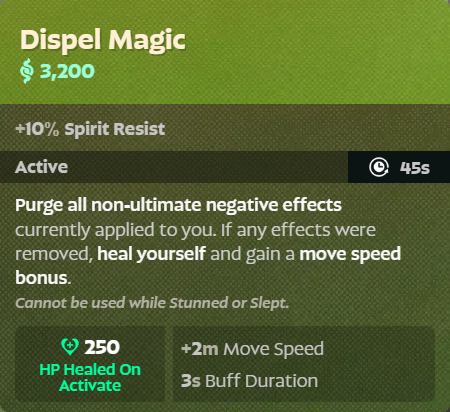 Dispel Magic
3,200
+10% Spirit Resist
Active 45s
Purge all non-ultimate negative effects
currently applied to you. If any effects were
removed, heal yourself and gain a move speed
bonus.
Cannot be used while Stunned or Slept.
250
HP Healed On
Activate
+2m Move Speed
3s Buff Duration